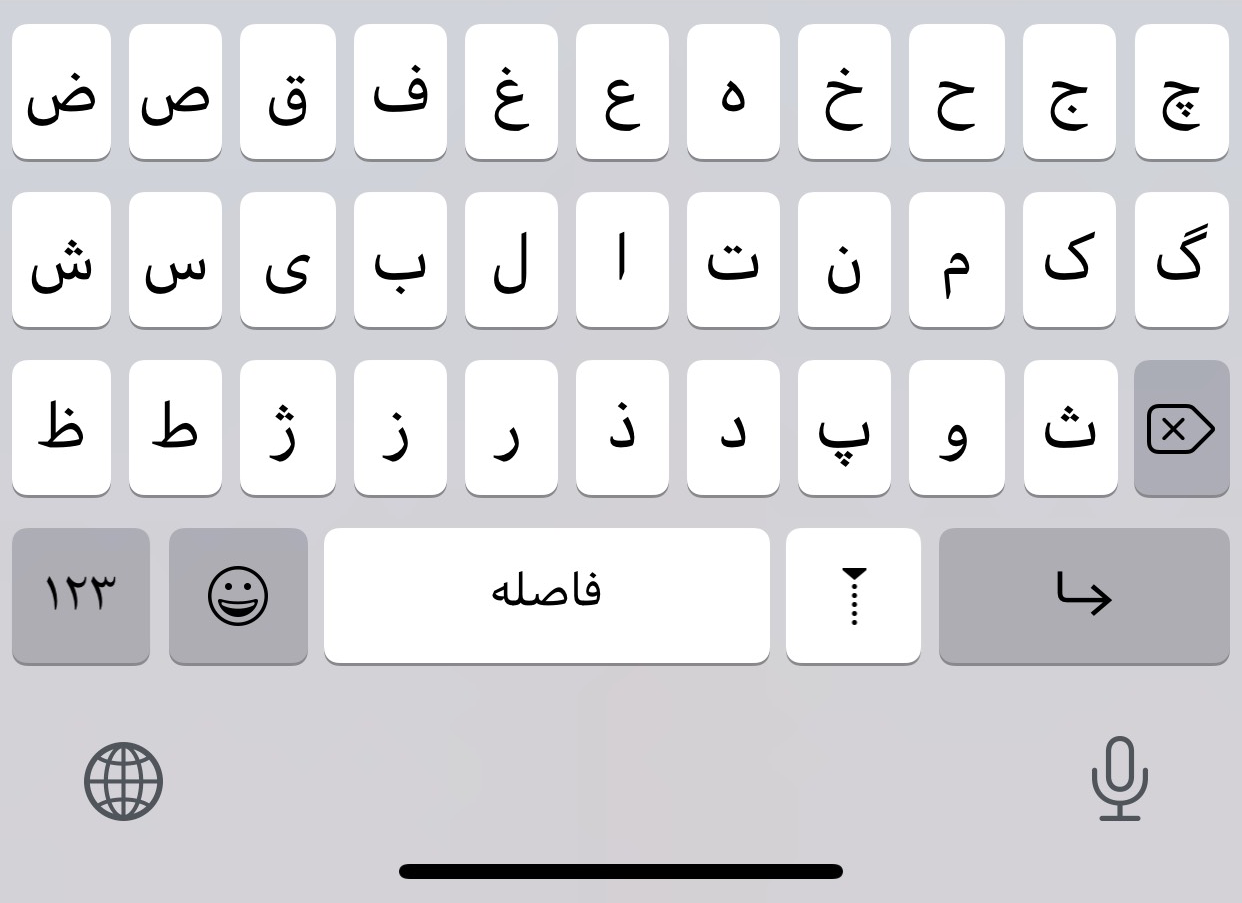 ض ص ق ف غ ع ه خ ح ج چ
ش س ی ب ل ا ت ن م ک گ
ظ ط ژ ز ر ذ د پ و ث
۱۲۳ فاصله